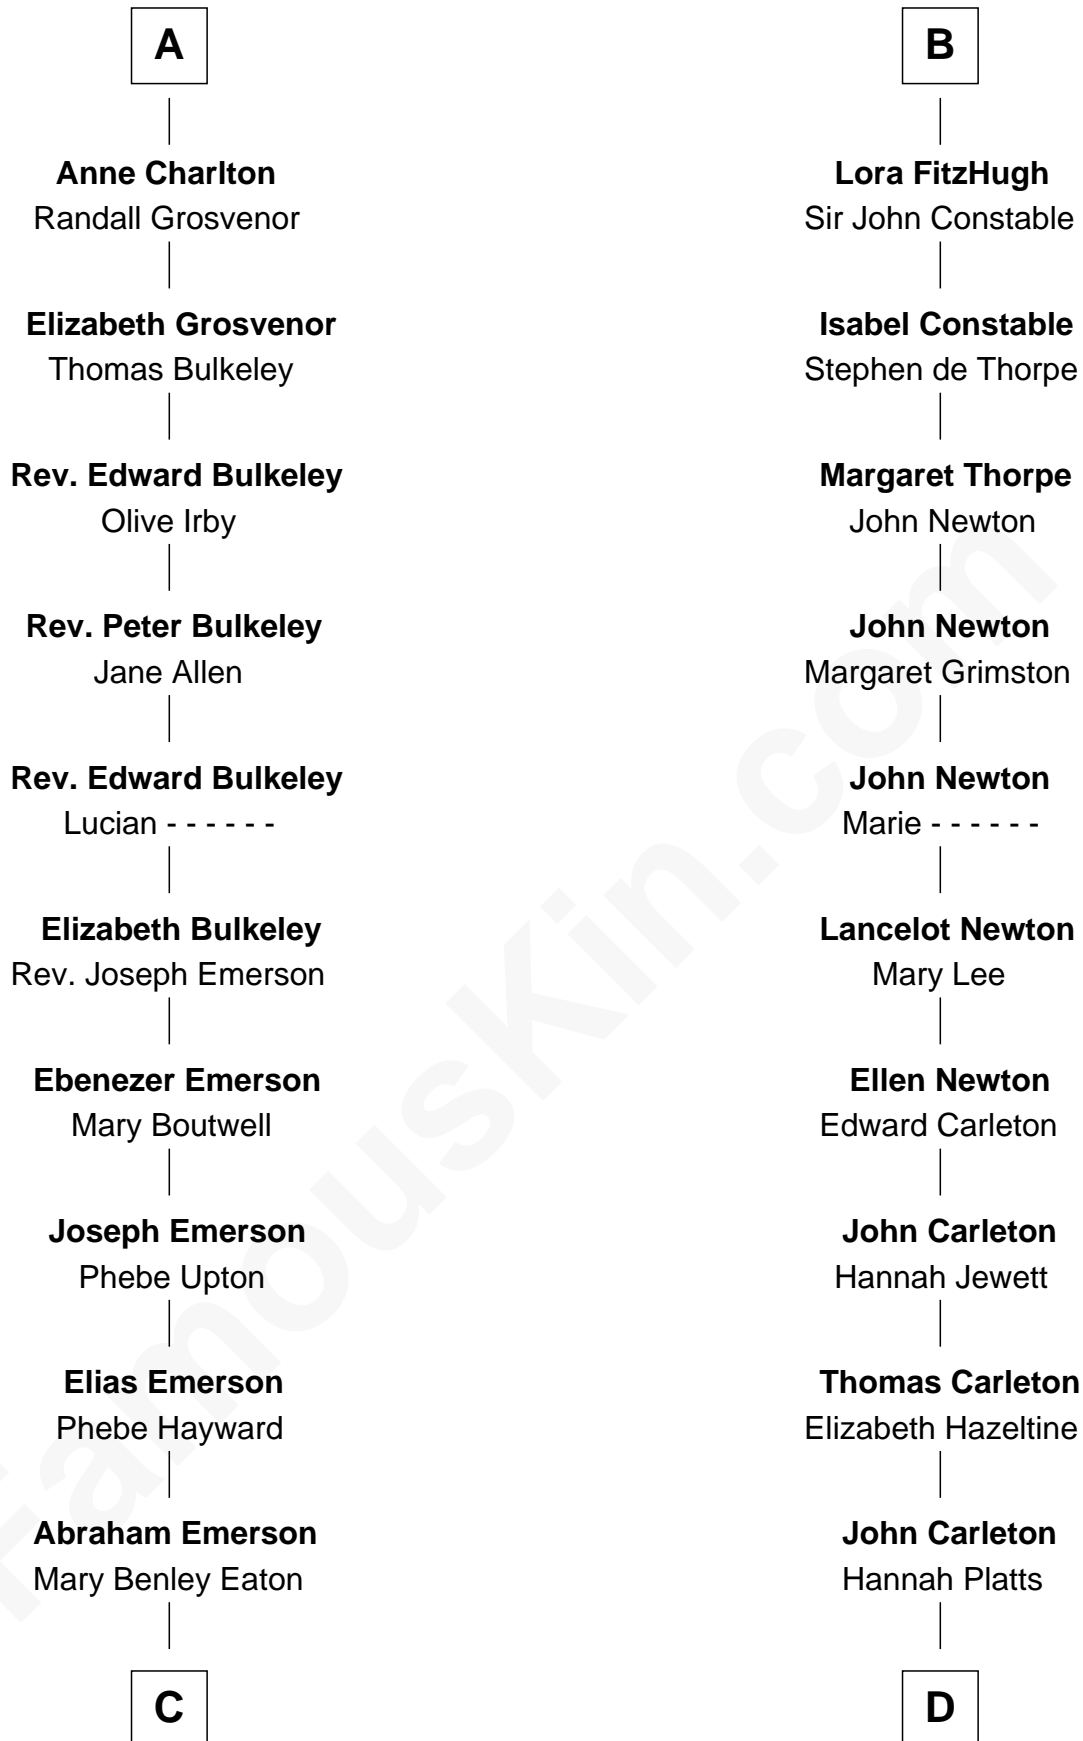 A
Anne Charlton
Randall Grosvenor
Elizabeth Grosvenor
Thomas Bulkeley
Rev. Edward Bulkeley
Olive Irby
Rev. Peter Bulkeley
Jane Allen
Rev. Edward Bulkeley
Lucian - - - - - -
Elizabeth Bulkeley
Rev. Joseph Emerson
Ebenezer Emerson
Mary Boutwell
Joseph Emerson
Phebe Upton
Elias Emerson
Phebe Hayward
Abraham Emerson
Mary Benley Eaton
C
B
Lora FitzHugh
Sir John Constable
Isabel Constable
Stephen de Thorpe
Margaret Thorpe
John Newton
John Newton
Margaret Grimston
John Newton
Marie - - - - - -
Lancelot Newton
Mary Lee
Ellen Newton
Edward Carleton
John Carleton
Hannah Jewett
Thomas Carleton
Elizabeth Hazeltine
John Carleton
Hannah Platts
D
FamousKin.com